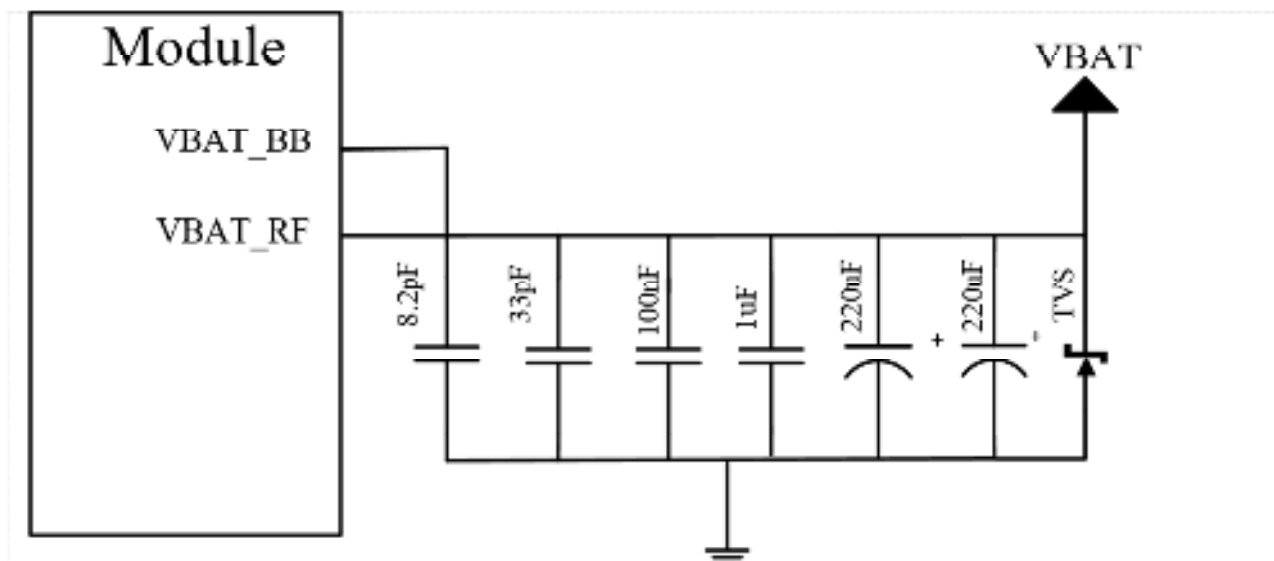 Module
VBAT
VBAT_BB
VBAT_RF
8.2pF
33pF
100nF
1uF
220uF
+
220uF
+
TVS